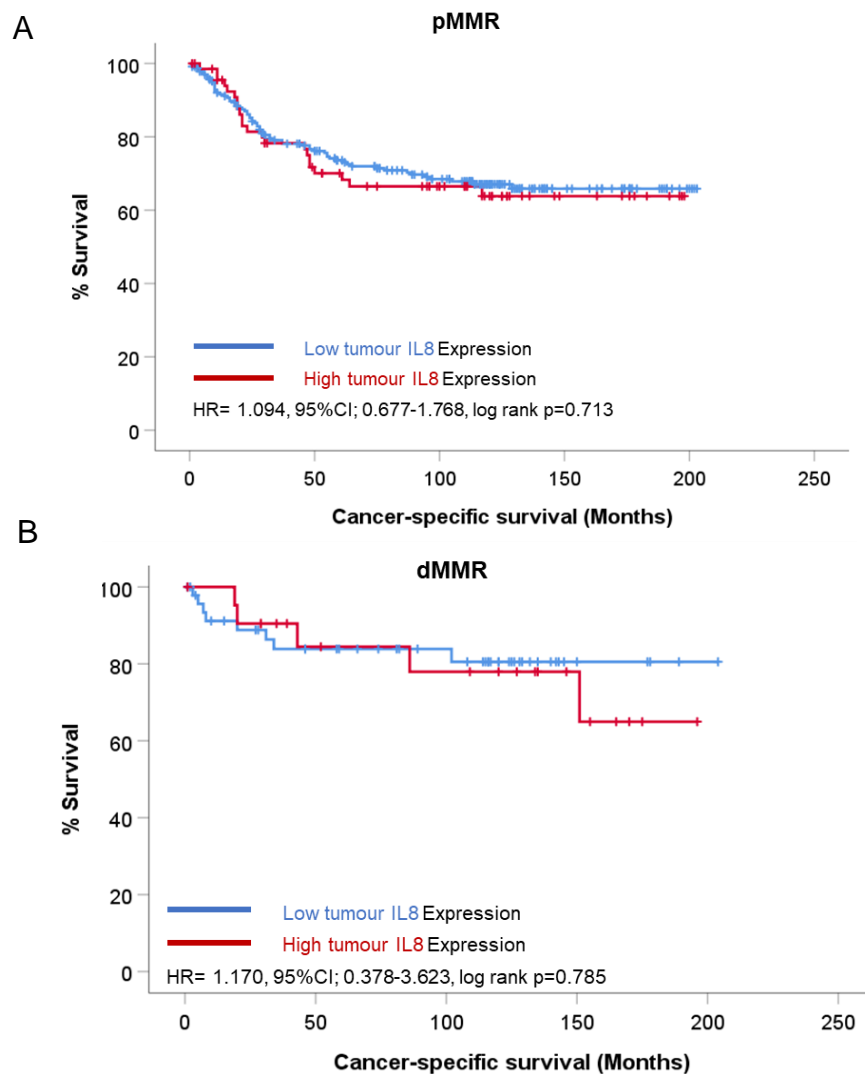 A
pMMR
100
80
60
40
20
0
% Survival
Low tumour IL8 Expression
High tumour IL8 Expression
HR= 1.094, 95%CI; 0.677-1.768, log rank p=0.713
0 50 100 150 200 250
Cancer-specific survival (Months)
B
dMMR
100
80
60
40
20
0
% Survival
Low tumour IL8 Expression
High tumour IL8 Expression
HR= 1.170, 95%CI; 0.378-3.623, log rank p=0.785
0 50 100 150 200 250
Cancer-specific survival (Months)